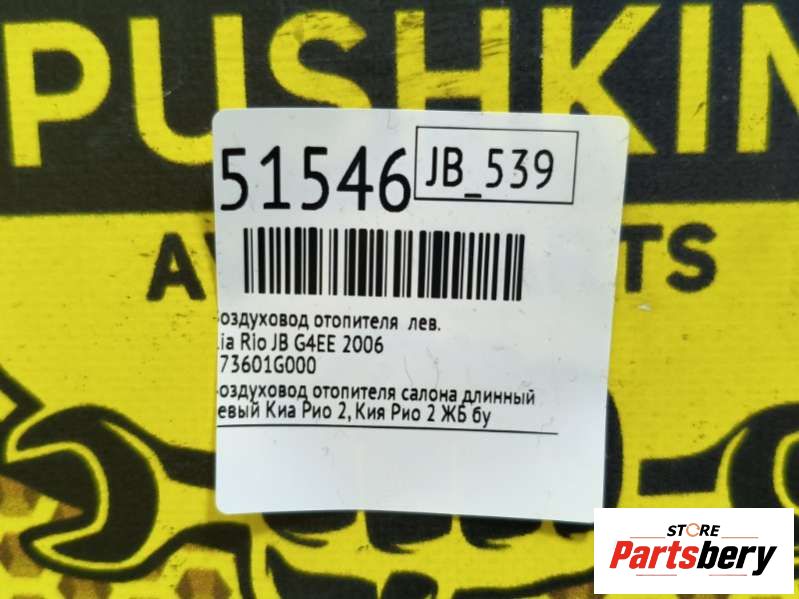 PUSHKIN
51546
JB_539
TS
оздуховод отопителя лев.
ia Rio JB G4EE 2006
73601G000
оздуховод отопителя салона длинный
евый Киа Рио 2, Кия Рио 2 ЖБ бу
STORE
Partsbery